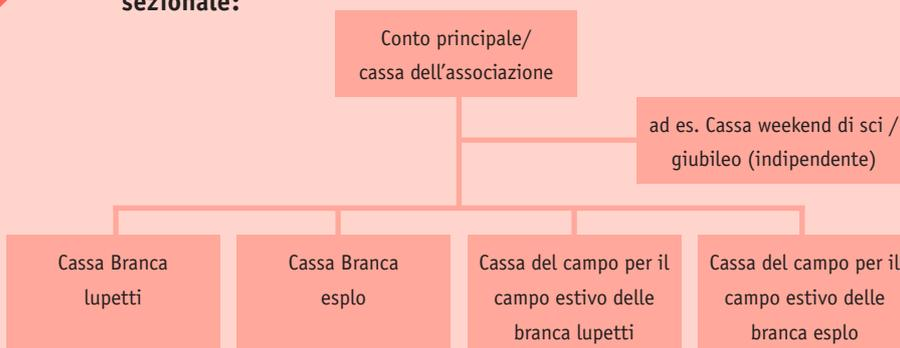 sezionale:
Conto principale/
cassa dell'associazione
ad es. Cassa weekend di sci /
giubileo (indipendente)
Cassa Branca
lupetti
Cassa Branca
esplo
Cassa del campo per il
campo estivo delle
branca lupetti
Cassa del campo per il
campo estivo delle
branca esplo